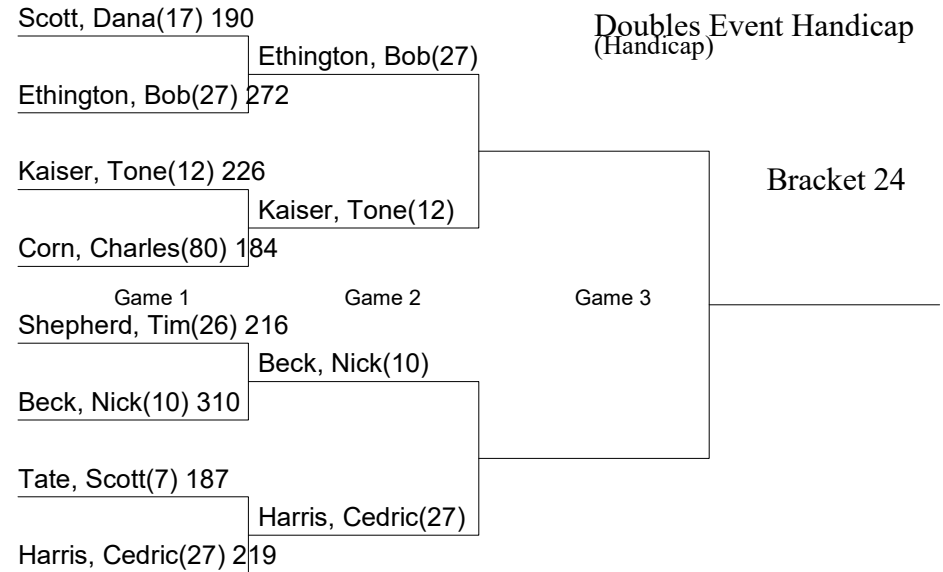 Scott, Dana(17) 190
Doubles Event Handicap
(Handicap)
Ethington, Bob(27)
Ethington, Bob(27) 272
Kaiser, Tone(12) 226
Bracket 24
Kaiser, Tone(12)
Corn, Charles(80) 184
Game 1
Game 2
Game 3
Shepherd, Tim(26) 216
Beck, Nick(10)
Beck, Nick(10) 310
Tate, Scott(7) 187
Harris, Cedric(27)
Harris, Cedric(27) 219